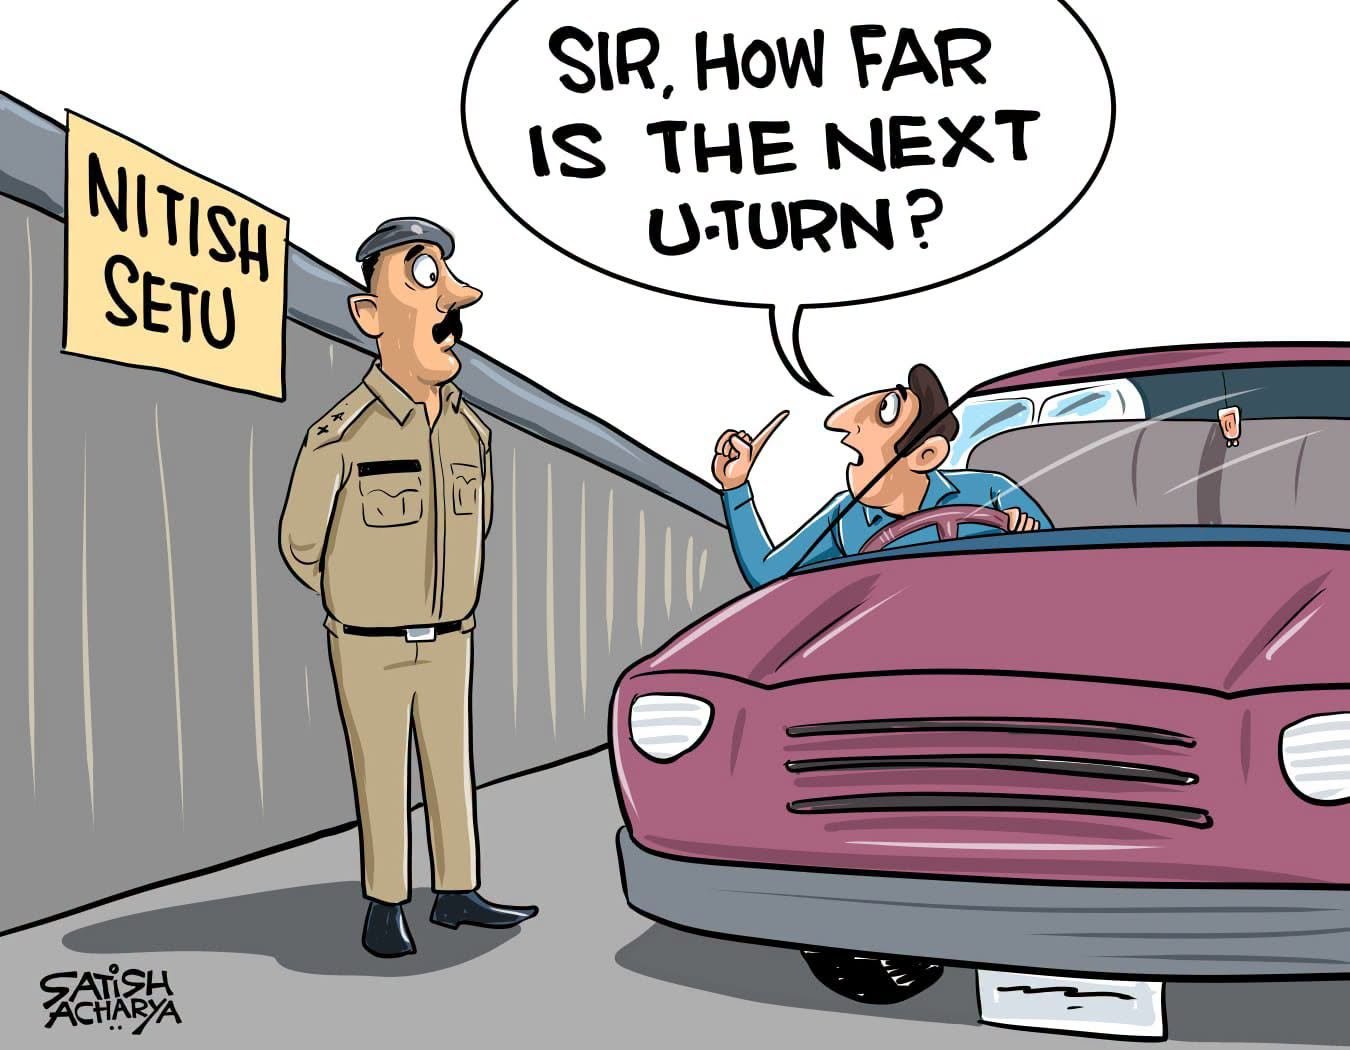 SIR, HOW FAR
IS THE NEXT
U-TURN?
NITISH
SETU
SATISH
ACHARYA